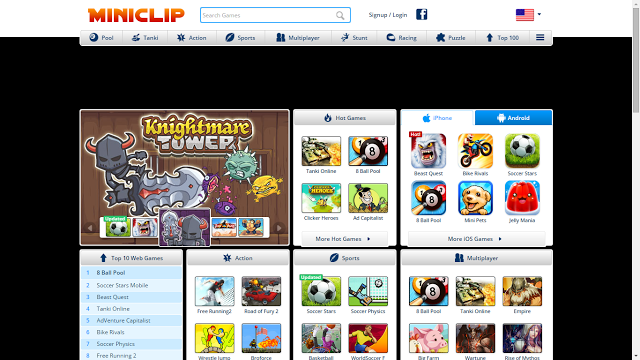 MINICLIP
Search Games
Signup / Login
Pool Tanki Action Sports Multiplayer Stunt Racing Puzzle Top 100
Knightmare
TOWER
Updated
Hot Games
Tanki Online 8 Ball Pool
Clicker Heroes Ad Capitalist
More Hot Games
iPhone Android
Hot!
Beast Quest Bike Rivals Soccer Stars
8 Ball Pool Mini Pets Jelly Mania
More iOS Games
Top 10 Web Games
1 8 Ball Pool
2 Soccer Stars Mobile
3 Beast Quest
4 Tanki Online
5 AdVenture Capitalist
6 Bike Rivals
7 Soccer Physics
8 Free Running 2
Action
Free Running2 Road of Fury 2
Wrestle Jump Broforce
Sports
Updated
Soccer Stars Soccer Physics
Basketball WorldSoccer F
Multiplayer
8 Ball Pool Tanki Online Empire
Big Farm Wartune Rise of Mythos